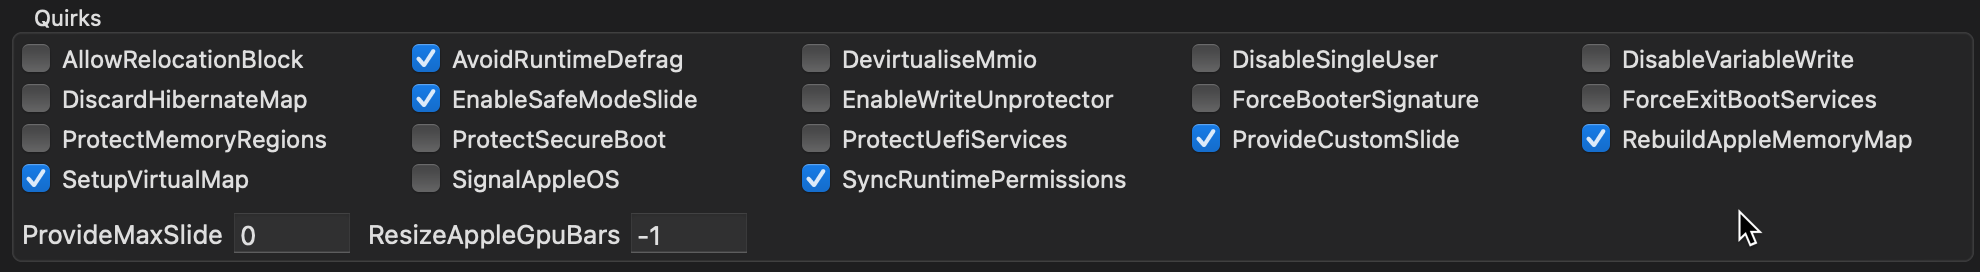 Quirks
AllowRelocationBlock AvoidRuntimeDefrag DevirtualiseMmio DisableSingleUser DisableVariableWrite
DiscardHibernateMap EnableSafeModeSlide EnableWriteUnprotector ForceBooterSignature ForceExitBootServices
ProtectMemoryRegions ProtectSecureBoot ProtectUefiServices ProvideCustomSlide RebuildAppleMemoryMap
SetupVirtualMap SignalAppleOS SyncRuntimePermissions
ProvideMaxSlide 0 ResizeAppleGpuBars -1